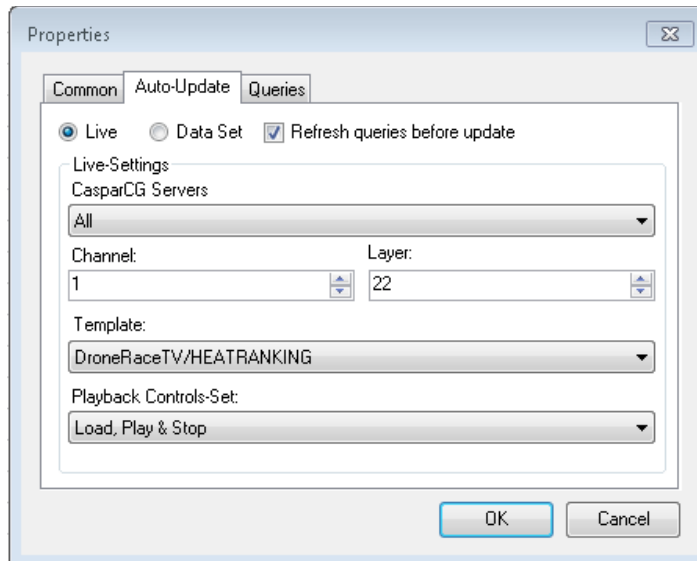 Properties
Common Auto-Update Queries
Live Data Set Refresh queries before update
Live-Settings
CasparCG Servers
All
Channel: Layer:
1 22
Template:
DroneRaceTV/HEATRANKING
Playback Controls-Set:
Load, Play & Stop
OK Cancel